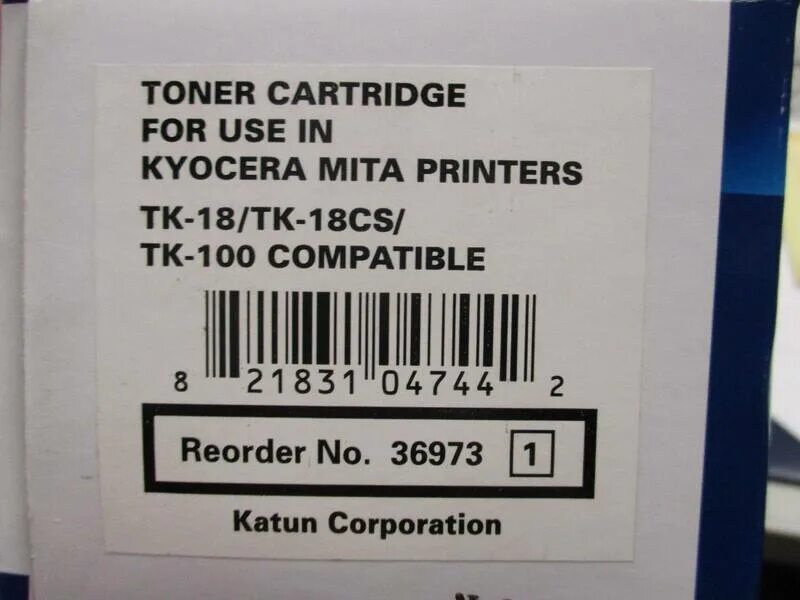 TONER CARTRIDGE
FOR USE IN
KYOCERA MITA PRINTERS
TK-18/TK-18CS/
TK-100 COMPATIBLE
8 21831 04744 2
Reorder No. 36973 1
Katun Corporation